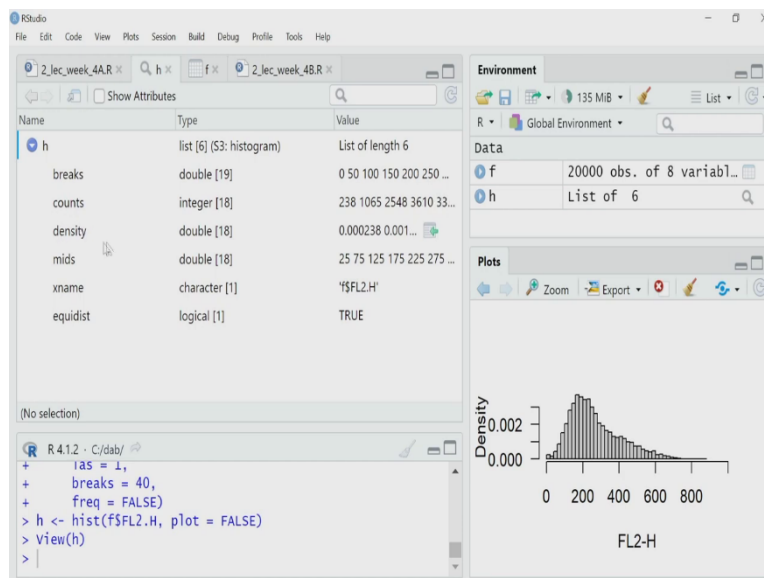 RStudio
File Edit Code View Plots Session Build Debug Profile Tools Help
2_lec_week_4A.R × h × f × 2_lec_week_4B.R ×
Show Attributes
Name Type Value
h list [6] (S3: histogram) List of length 6
breaks double [19] 0 50 100 150 200 250 ...
counts integer [18] 238 1065 2548 3610 33...
density double [18] 0.000238 0.001...
mids double [18] 25 75 125 175 225 275 ...
xname character [1] 'f$FL2.H'
equidist logical [1] TRUE
(No selection)
R 4.1.2 · C:/dab/
+ las = 1,
+ breaks = 40,
+ freq = FALSE)
> h <- hist(f$FL2.H, plot = FALSE)
> View(h)
>
Environment
135 MiB List
R Global Environment
Data
f 20000 obs. of 8 variabl…
h List of 6
Plots
Zoom Export
Density
0.002
0.000
0 200 400 600 800
FL2-H